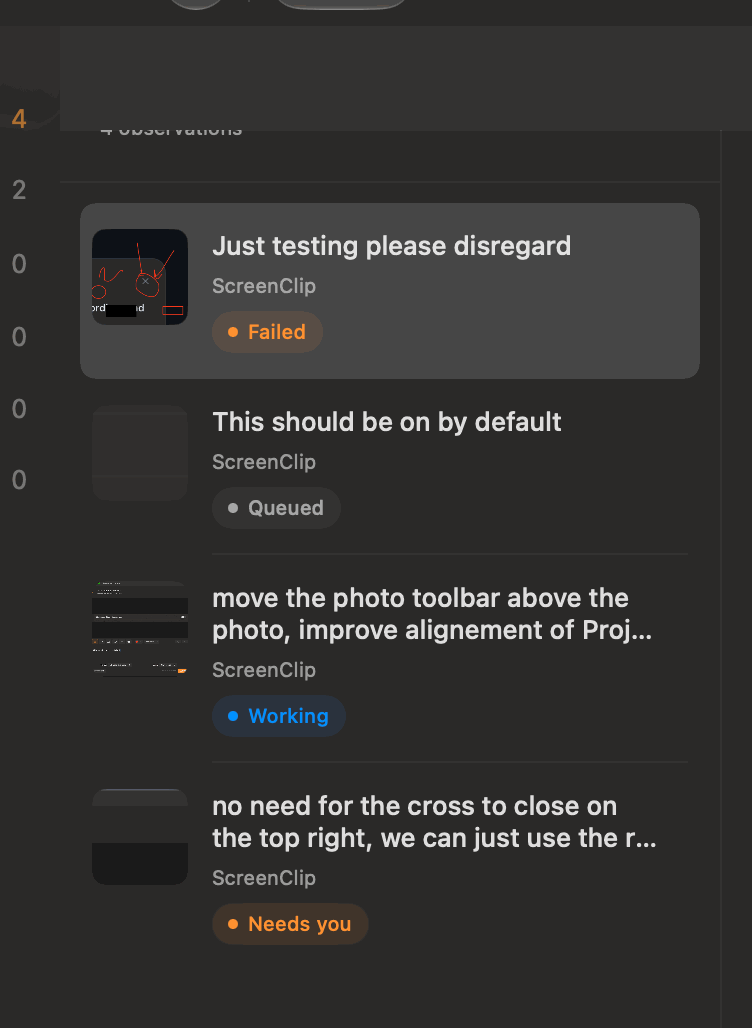 4 observations
4
2
0
0
0
0
Just testing please disregard
ScreenClip
Failed
This should be on by default
ScreenClip
Queued
move the photo toolbar above the
photo, improve alignement of Proj...
ScreenClip
Working
no need for the cross to close on
the top right, we can just use the r...
ScreenClip
Needs you